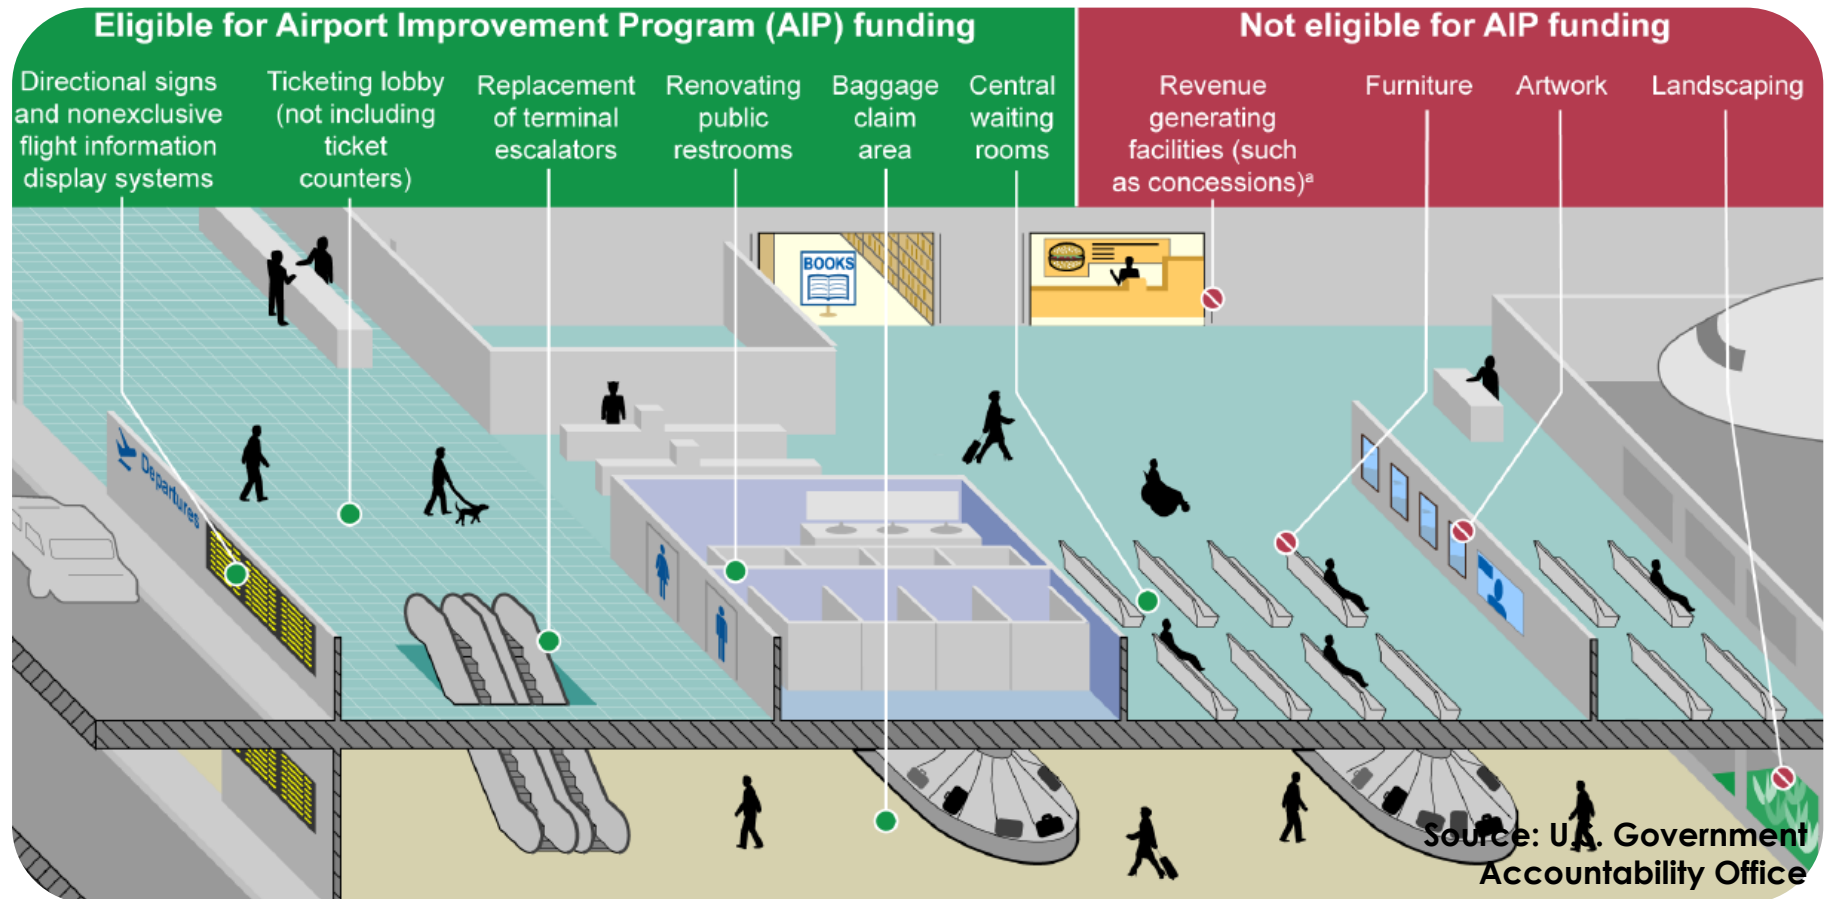 Eligible for Airport Improvement Program (AIP) funding
Not eligible for AIP funding
Directional signs
and nonexclusive
flight information
display systems
Ticketing lobby
(not including
ticket
counters)
Replacement
of terminal
escalators
Renovating
public
restrooms
Baggage
claim
area
Central
waiting
rooms
Revenue
generating
facilities (such
as concessions)ª
Furniture
Artwork
Landscaping
BOOKS
Departures
Source: U.S. Government
Accountability Office